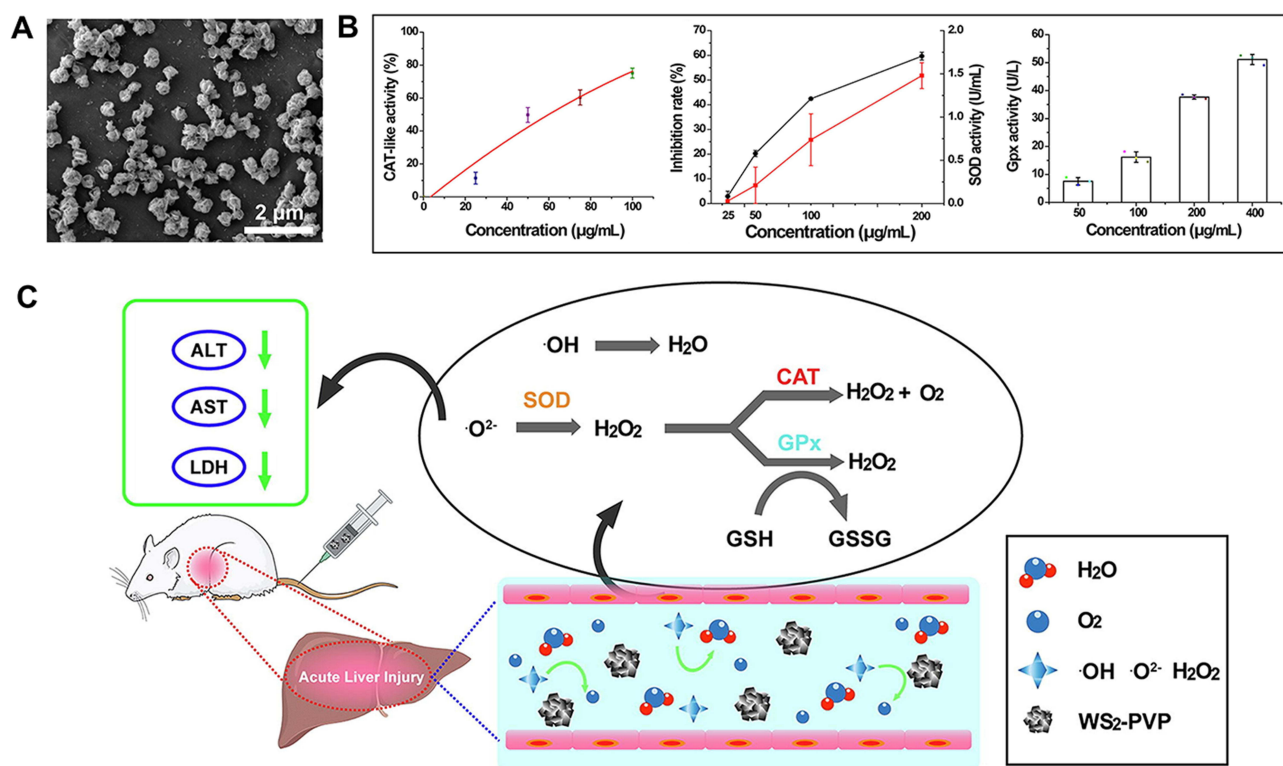 A
2 μm
B
CAT-like activity (%)
100
80
60
40
20
0
0 20 40 60 80 100
Concentration (μg/mL)
Inhibition rate (%)
70
60
50
40
30
20
10
0
25 50 100 200
Concentration (μg/mL)
2.0
1.5
1.0
0.5
0.0
SOD activity (U/mL)
Gpx activity (U/L)
60
50
40
30
20
10
0
50 100 200 400
Concentration (μg/mL)
C
ALT
AST
LDH
·OH H₂O
·O²⁻ SOD H₂O₂
CAT H₂O₂ + O₂
GPx H₂O₂
GSH GSSG
Acute Liver Injury
H₂O
O₂
·OH ·O²⁻ H₂O₂
WS₂-PVP